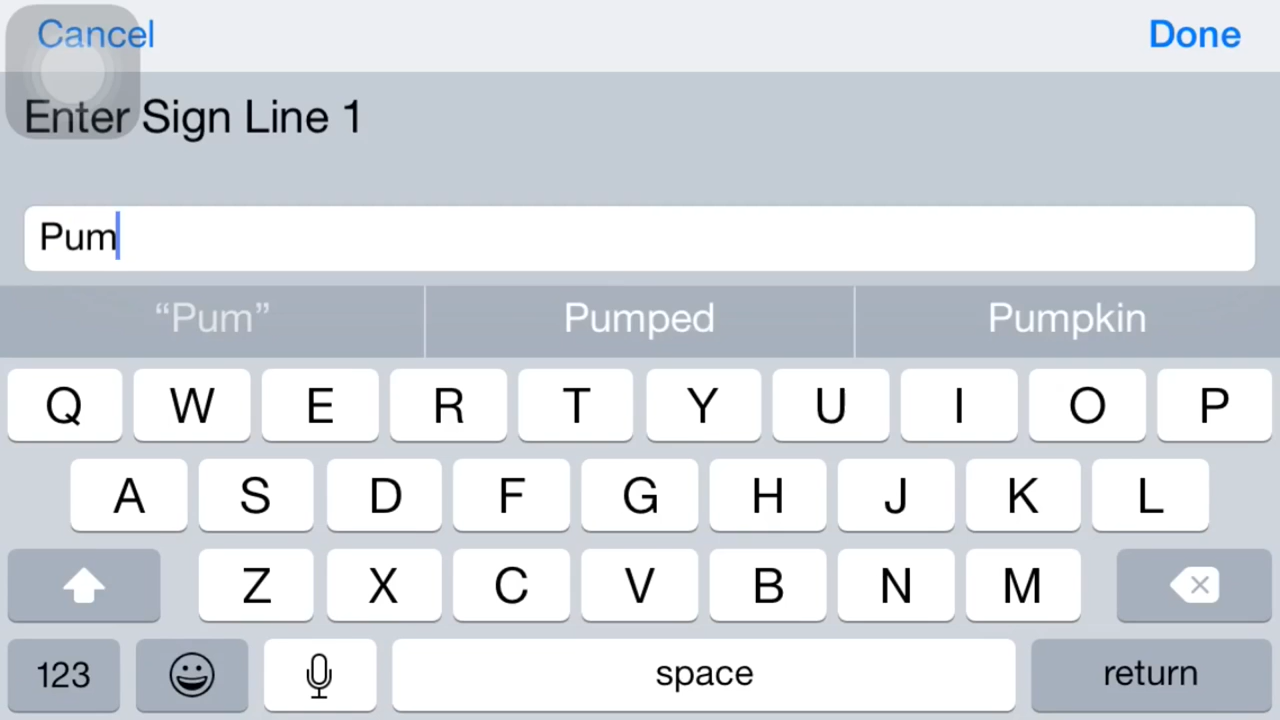 Cancel Done
Enter Sign Line 1
Pum
“Pum” Pumped Pumpkin
Q W E R T Y U I O P
A S D F G H J K L
Z X C V B N M
123 space return